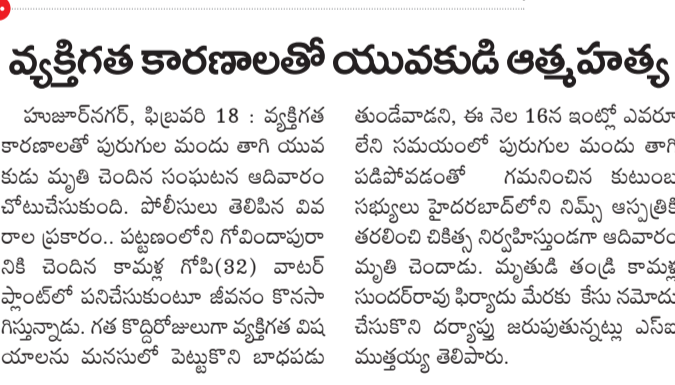 వ్యక్తిగత కారణాలతో యువకుడి ఆత్మహత్య
హుజూర్‌నగర్, ఫిబ్రవరి 18 : వ్యక్తిగత
కారణాలతో పురుగుల మందు తాగి యువ
కుడు మృతి చెందిన సంఘటన ఆదివారం
చోటుచేసుకుంది. పోలీసులు తెలిపిన వివ
రాల ప్రకారం.. పట్టణంలోని గోవిందాపురా
నికి చెందిన కామళ్ల గోపి(32) వాటర్
ప్లాంట్‌లో పనిచేసుకుంటూ జీవనం కొనసా
గిస్తున్నాడు. గత కొద్దిరోజులుగా వ్యక్తిగత విష
యాలను మనసులో పెట్టుకొని బాధపడు
తుండేవాడని, ఈ నెల 16న ఇంట్లో ఎవరూ
లేని సమయంలో పురుగుల మందు తాగి
పడిపోవడంతో గమనించిన కుటుంబ
సభ్యులు హైదరబాద్‌లోని నిమ్స్ ఆస్పత్రికి
తరలించి చికిత్స నిర్వహిస్తుండగా ఆదివారం
మృతి చెందాడు. మృతుడి తండ్రి కామళ్ల
సుందర్‌రావు ఫిర్యాదు మేరకు కేసు నమోదు
చేసుకొని దర్యాప్తు జరుపుతున్నట్లు ఎస్ఐ
ముత్తయ్య తెలిపారు.